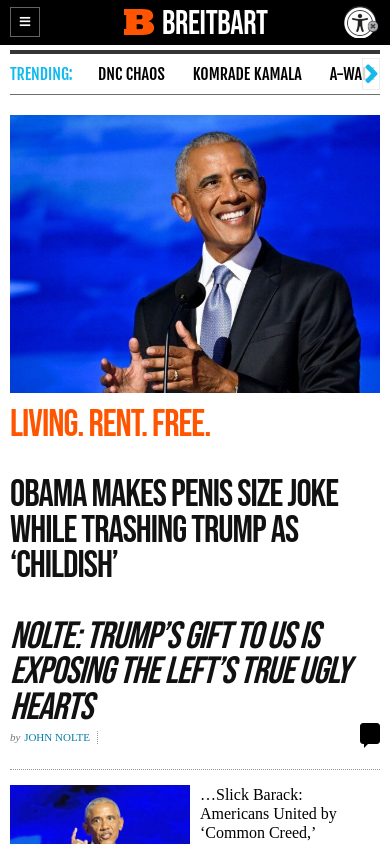 BREITBART
TRENDING:
DNC CHAOS
KOMRADE KAMALA
A-WA
LIVING. RENT. FREE.
OBAMA MAKES PENIS SIZE JOKE
WHILE TRASHING TRUMP AS
‘CHILDISH’
NOLTE: TRUMP’S GIFT TO US IS
EXPOSING THE LEFT’S TRUE UGLY
HEARTS
by JOHN NOLTE
…Slick Barack:
Americans United by
‘Common Creed,’